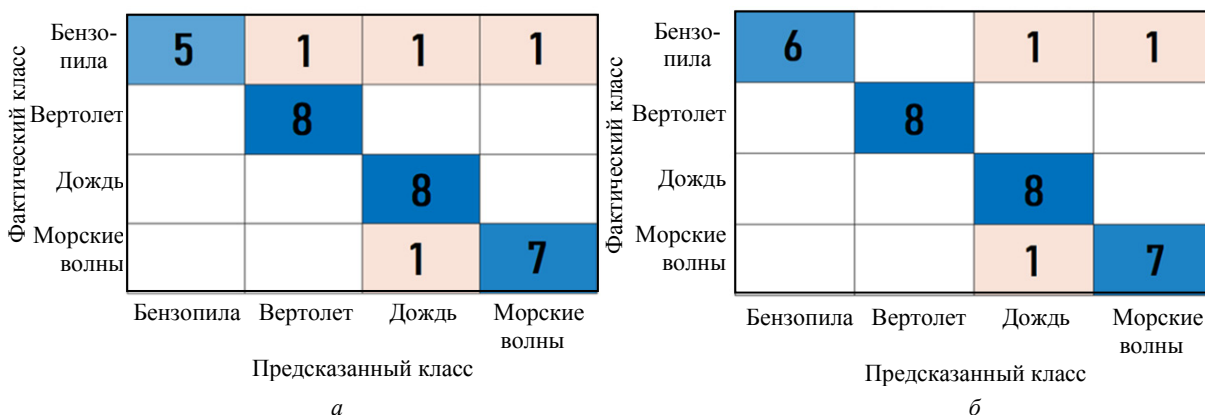 Фактический класс
Бензо-
пила
5 1 1 1
Вертолет
8
Дождь
8
Морские
волны
1 7
Бензопила Вертолет Дождь Морские
волны
Предсказанный класс
а
Фактический класс
Бензо-
пила
6 1 1
Вертолет
8
Дождь
8
Морские
волны
1 7
Бензопила Вертолет Дождь Морские
волны
Предсказанный класс
б